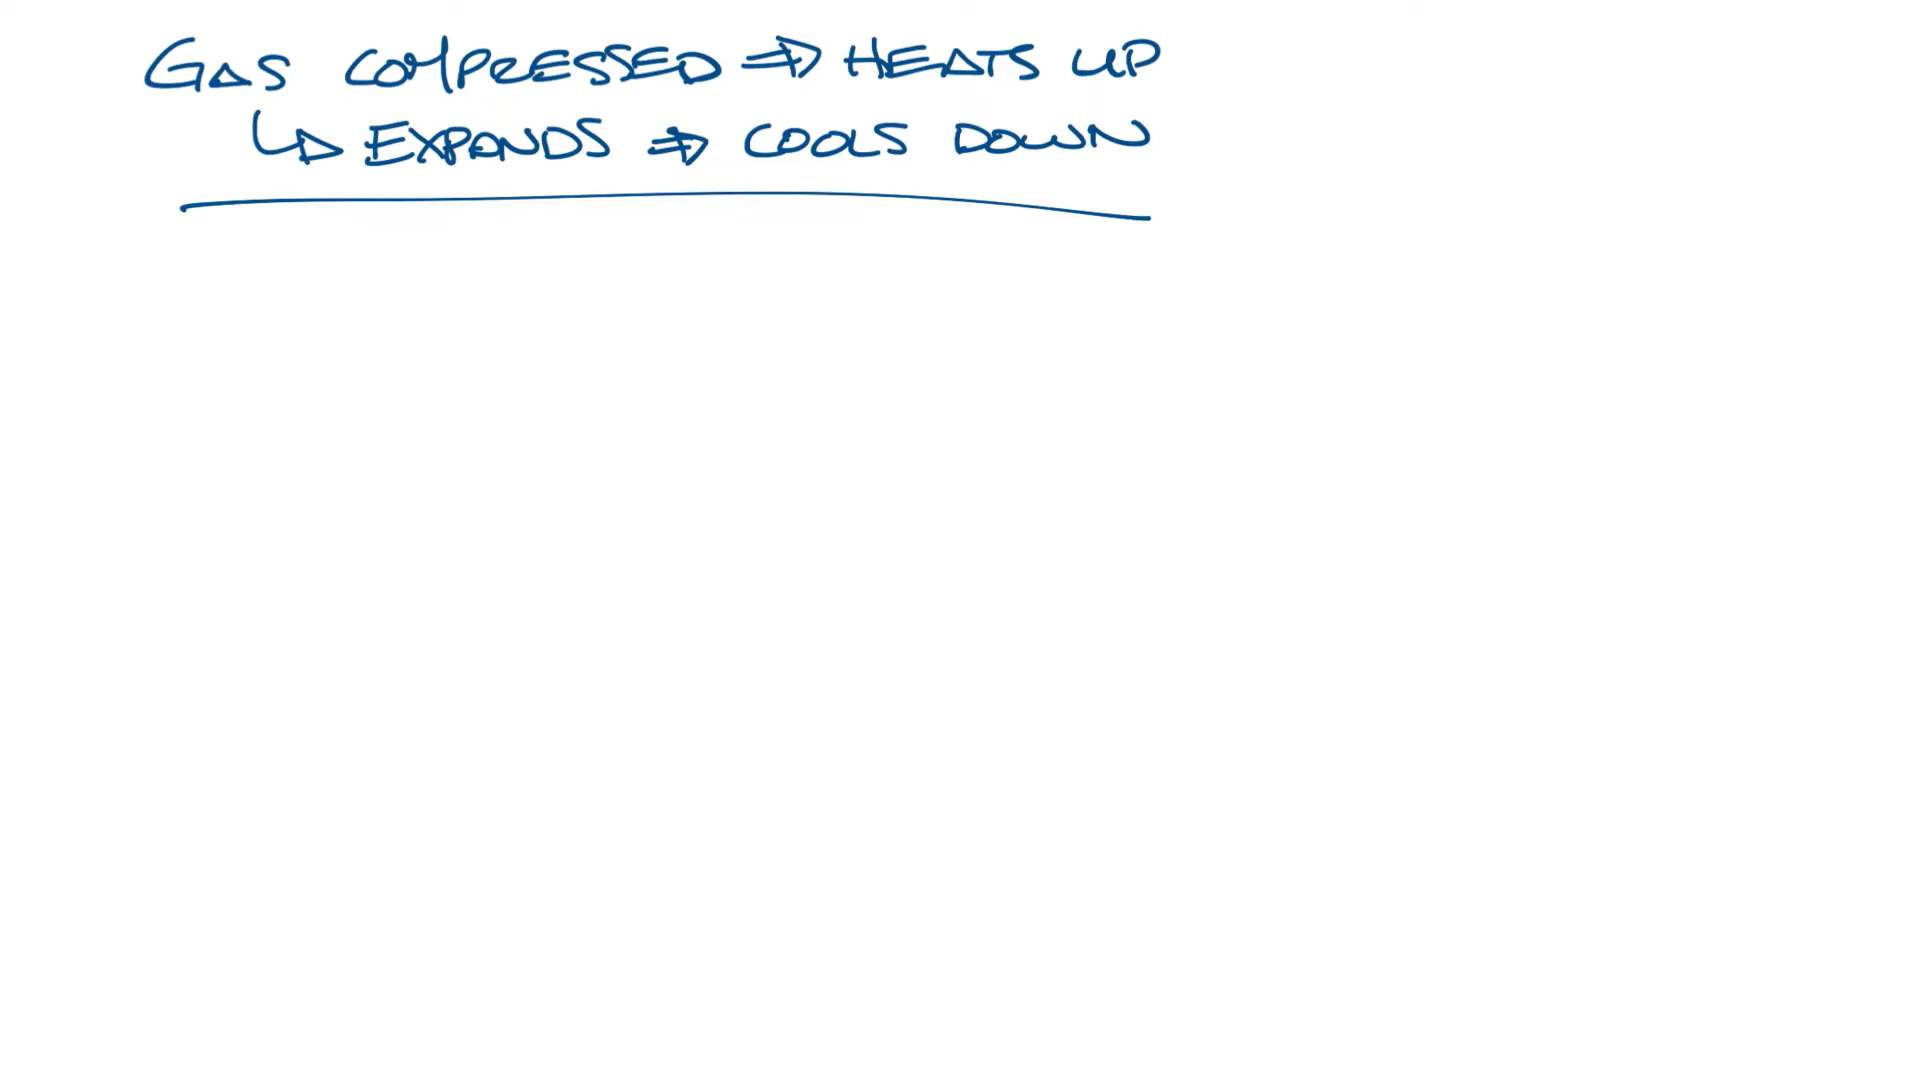 GAS COMPRESSED ⇒ HEATS UP
↳ EXPANDS ⇒ COOLS DOWN